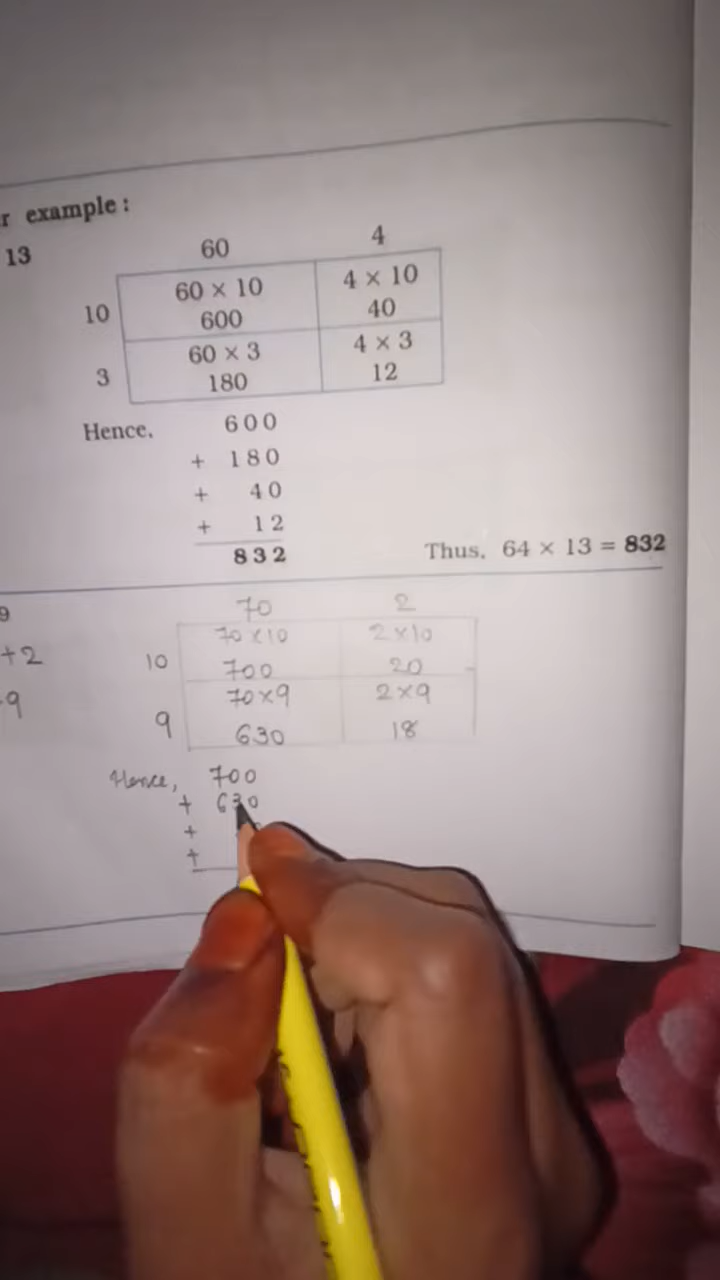 r example :
13
60 4
10 60 × 10 4 × 10
600 40
3 60 × 3 4 × 3
180 12
Hence, 600
+ 180
+ 40
+ 12
832
Thus, 64 × 13 = 832
9
+2
9
70 2
10 70×10 2×10
700 20
9 70×9 2×9
630 18
Hence, 700
+ 630
+
+